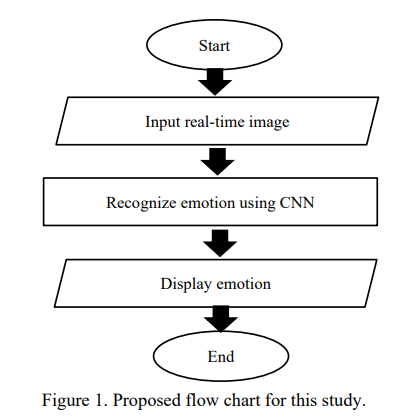 Start
Input real-time image
Recognize emotion using CNN
Display emotion
End
Figure 1. Proposed flow chart for this study.